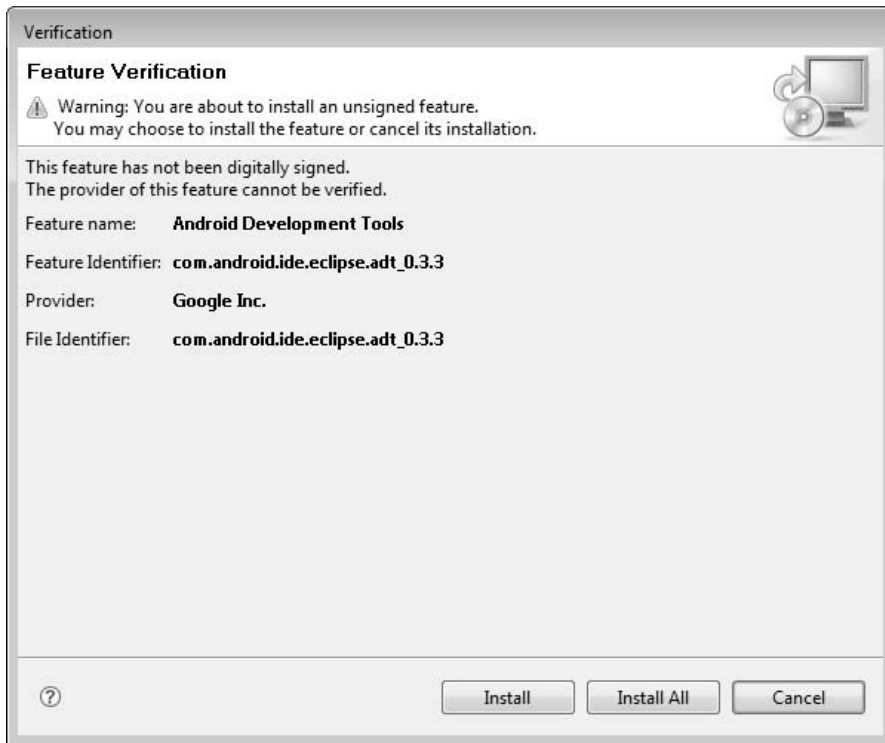 Verification
Feature Verification
Warning: You are about to install an unsigned feature.
You may choose to install the feature or cancel its installation.
This feature has not been digitally signed.
The provider of this feature cannot be verified.
Feature name: Android Development Tools
Feature Identifier: com.android.ide.eclipse.adt_0.3.3
Provider: Google Inc.
File Identifier: com.android.ide.eclipse.adt_0.3.3
? Install Install All Cancel